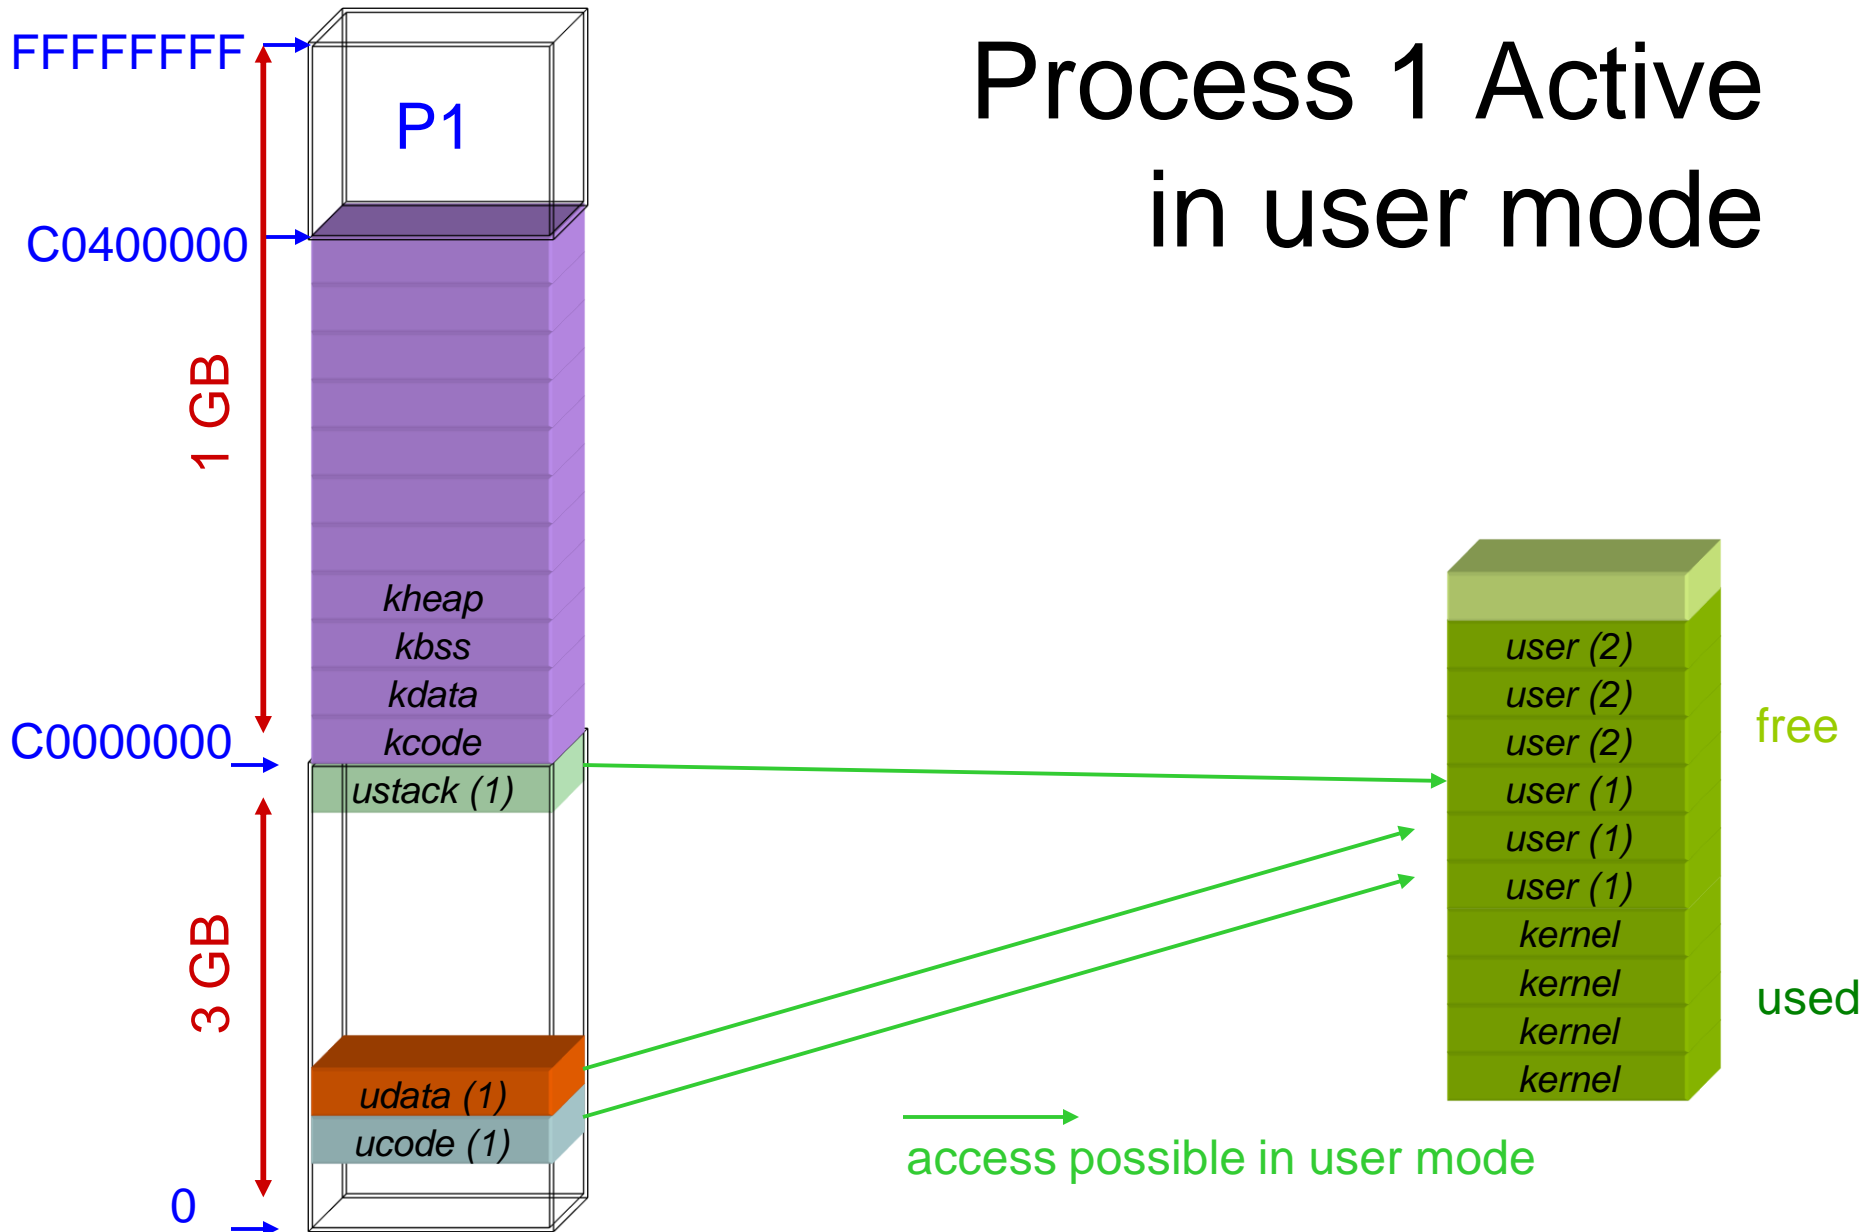 Process 1 Active
in user mode
FFFFFFFF
P1
C0400000
1 GB
kheap
kbss
kdata
kcode
C0000000
ustack (1)
3 GB
udata (1)
ucode (1)
0
user (2)
user (2)
user (2)
user (1)
user (1)
user (1)
kernel
kernel
kernel
kernel
free
used
access possible in user mode